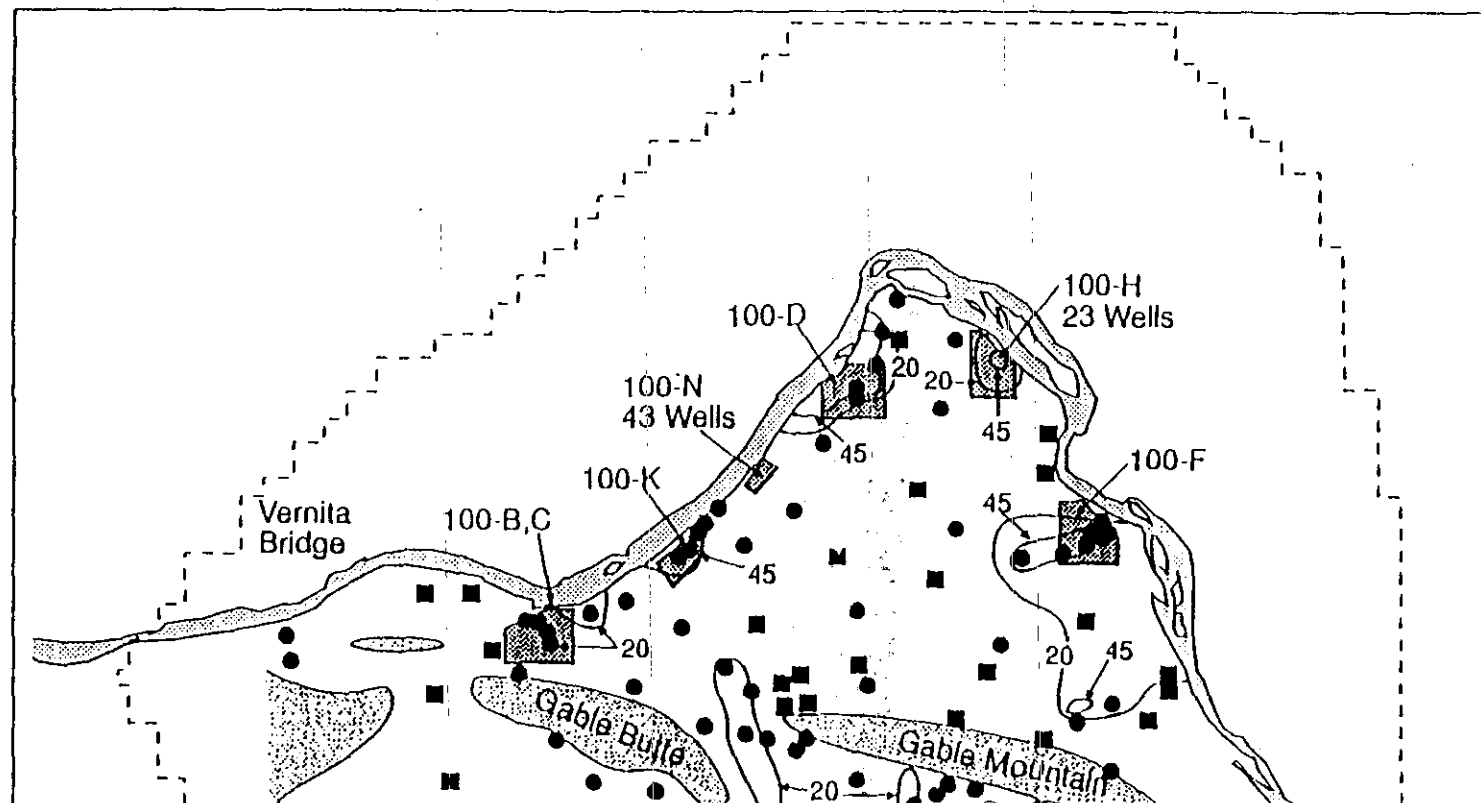 100-H
23 Wells
100-D
20
20
100-N
43 Wells
45
45
100-K
100-F
45
Vernita
Bridge
100-B,C
45
20
20
45
Gable Butte
Gable Mountain
20